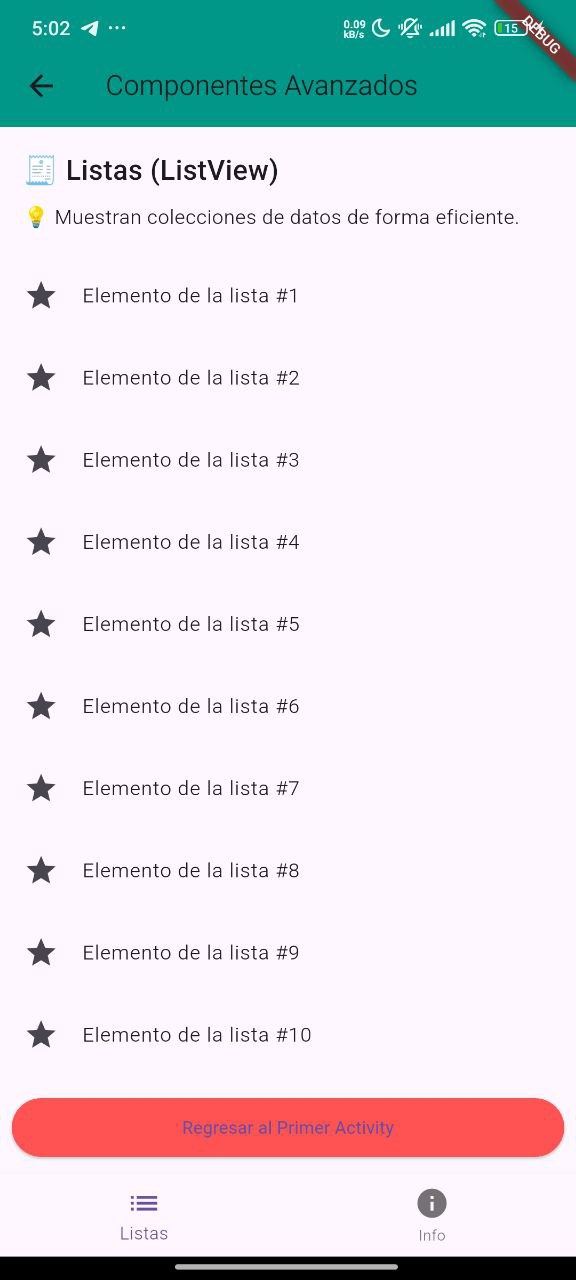 5:02 ... 0.09 kB/s 15
DEBUG
Componentes Avanzados
Listas (ListView)
Muestran colecciones de datos de forma eficiente.
Elemento de la lista #1
Elemento de la lista #2
Elemento de la lista #3
Elemento de la lista #4
Elemento de la lista #5
Elemento de la lista #6
Elemento de la lista #7
Elemento de la lista #8
Elemento de la lista #9
Elemento de la lista #10
Regresar al Primer Activity
Listas
Info